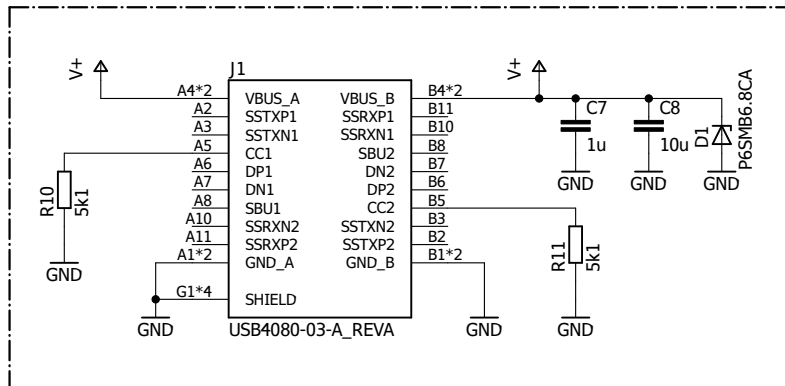 J1
V+
V+
A4*2 VBUS_A VBUS_B B4*2
A2 SSTXP1 SSRXP1 B11
A3 SSTXN1 SSRXN1 B10
A5 CC1 SBU2 B8
A6 DP1 DN2 B7
A7 DN1 DP2 B6
A8 SBU1 CC2 B5
A10 SSRXN2 SSTXN2 B3
A11 SSRXP2 SSTXP2 B2
A1*2 GND_A GND_B B1*2
G1*4 SHIELD
USB4080-03-A_REVA
R10
5k1
GND
GND
GND
C7
1u
GND
C8
10u
GND
D1
P6SMB6.8CA
GND
R11
5k1
GND